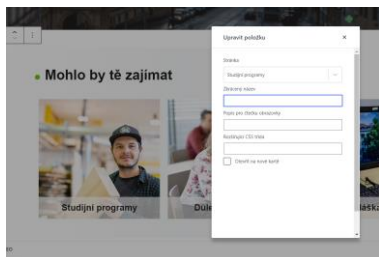 Upravit položku
×
Stránka
Studijní programy
Zkrácený název
Popis pro čtečku obrazovky
Rozšiřující CSS třída
Otevřít na nové kartě
Mohlo by tě zajímat
Studijní programy
Důle